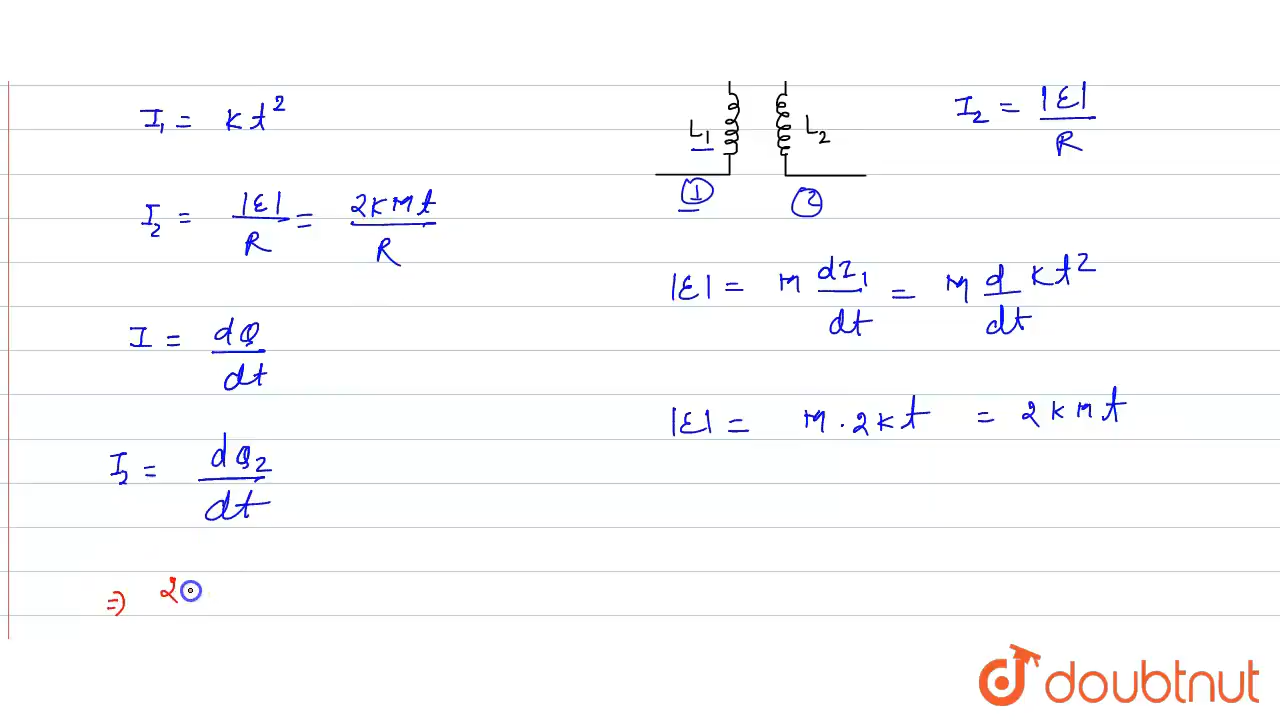 I₁ = Kt²
I₂ = |ε|/R = 2KMt/R
I = dQ/dt
I₂ = dQ₂/dt
⇒ 2
L₁ L₂
① ②
I₂ = |ε|/R
|ε| = M dI₁/dt = M d/dt Kt²
|ε| = M · 2Kt = 2KMt
doubtnut